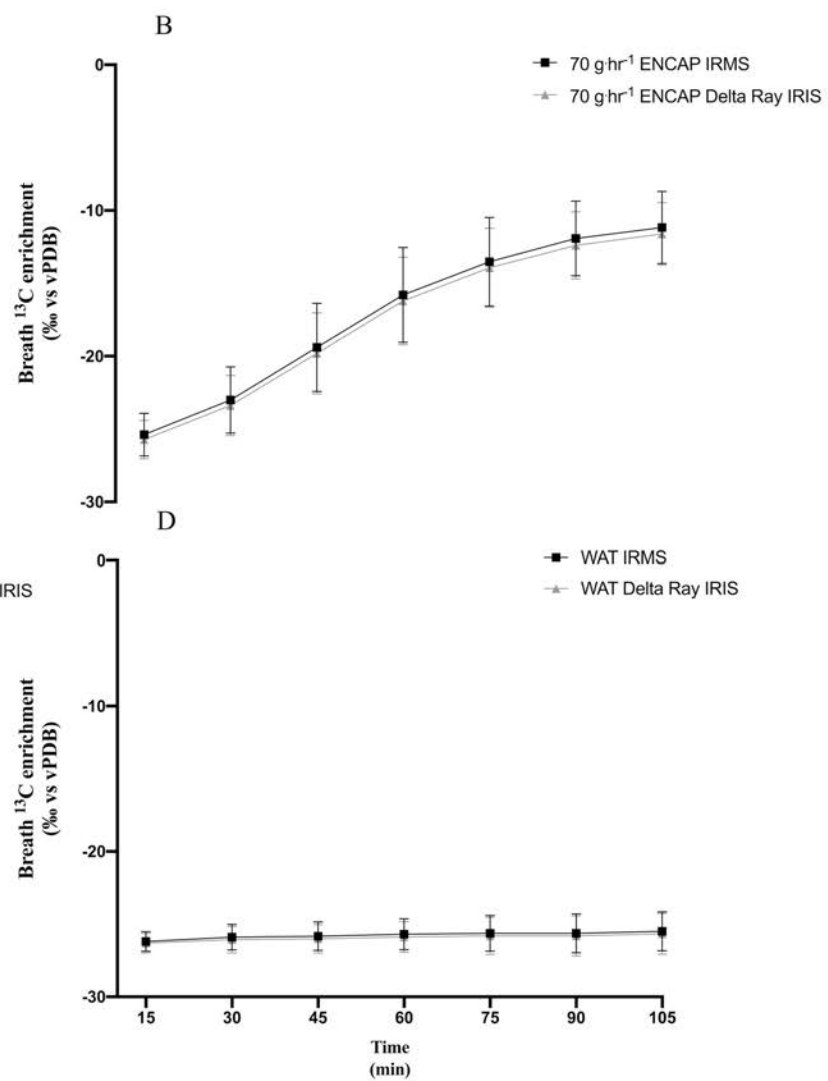 B
0
-10
-20
-30
Breath ¹³C enrichment
(‰ vs vPDB)
70 g·hr⁻¹ ENCAP IRMS
70 g·hr⁻¹ ENCAP Delta Ray IRIS
D
0
-10
-20
-30
Breath ¹³C enrichment
(‰ vs vPDB)
WAT IRMS
WAT Delta Ray IRIS
IRIS
15 30 45 60 75 90 105
Time
(min)